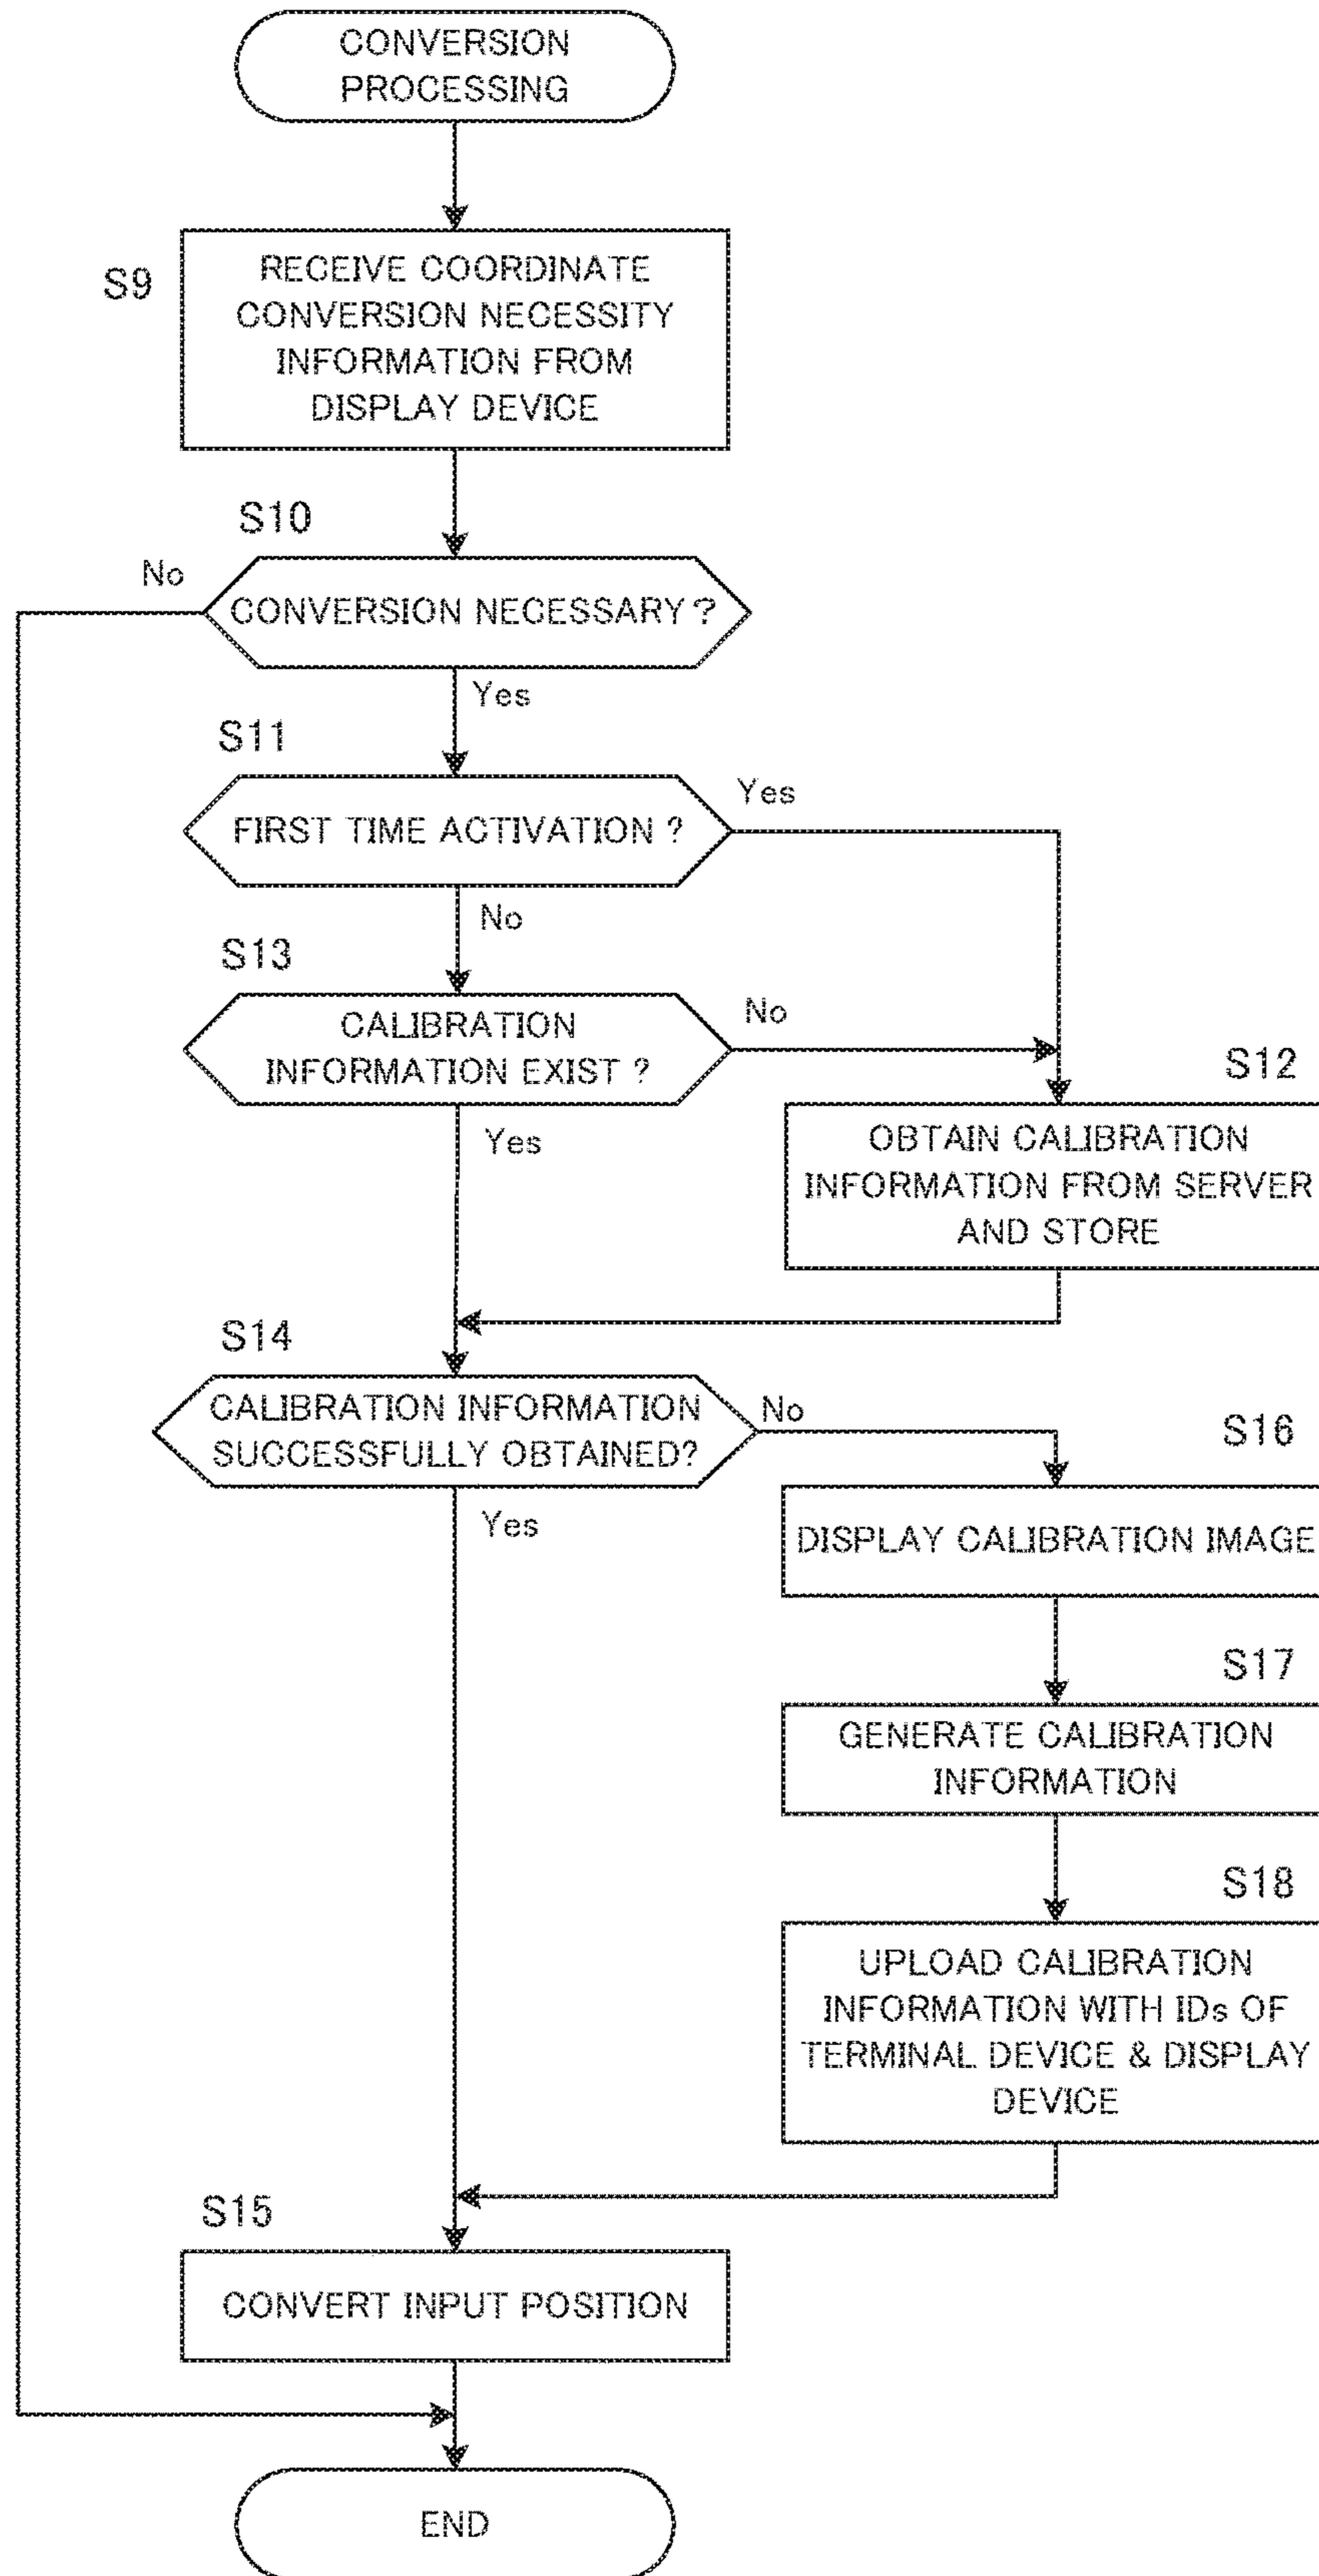 CONVERSION
PROCESSING
S9
RECEIVE COORDINATE
CONVERSION NECESSITY
INFORMATION FROM
DISPLAY DEVICE
S10
No
CONVERSION NECESSARY ?
Yes
S11
FIRST TIME ACTIVATION ?
Yes
No
S13
CALIBRATION
INFORMATION EXIST ?
No
Yes
S12
OBTAIN CALIBRATION
INFORMATION FROM SERVER
AND STORE
S14
CALIBRATION INFORMATION
SUCCESSFULLY OBTAINED?
No
Yes
S16
DISPLAY CALIBRATION IMAGE
S17
GENERATE CALIBRATION
INFORMATION
S18
UPLOAD CALIBRATION
INFORMATION WITH IDs OF
TERMINAL DEVICE & DISPLAY
DEVICE
S15
CONVERT INPUT POSITION
END